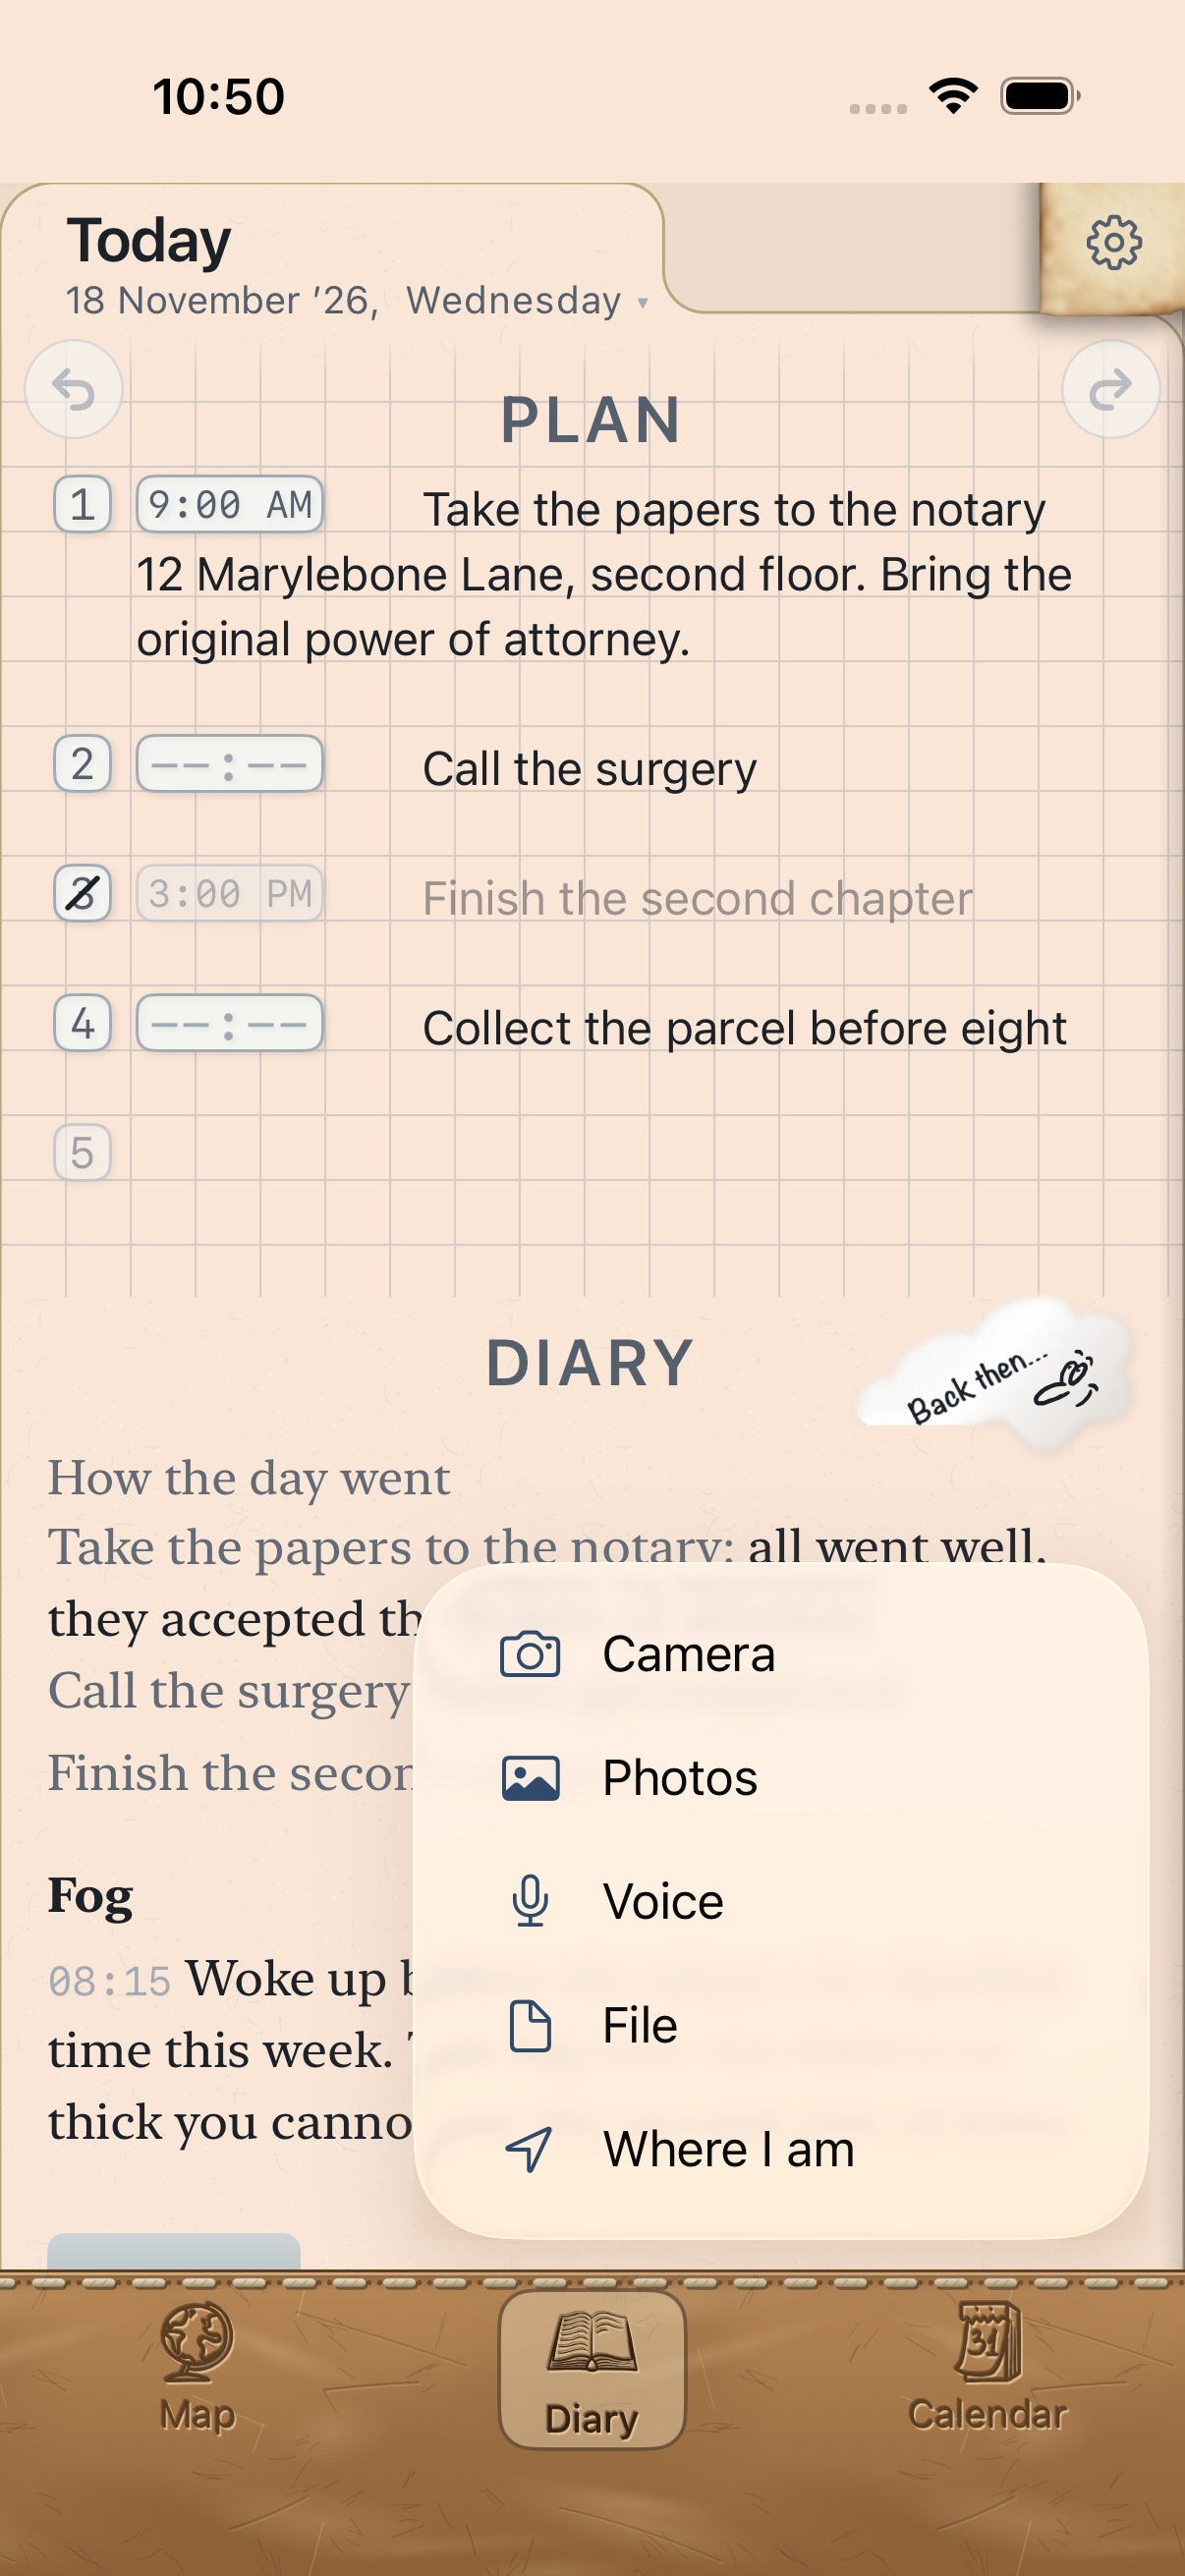 10:50
Today
18 November ’26, Wednesday
PLAN
1 9:00 AM Take the papers to the notary
12 Marylebone Lane, second floor. Bring the
original power of attorney.
2 --:-- Call the surgery
3 3:00 PM Finish the second chapter
4 --:-- Collect the parcel before eight
5
DIARY
Back then...
How the day went
Take the papers to the notary: all went well,
they accepted
Call the surgery
Finish the
Fog
08:15 Woke up
time this week.
thick you
Camera
Photos
Voice
File
Where I am
31
Map
Diary
Calendar